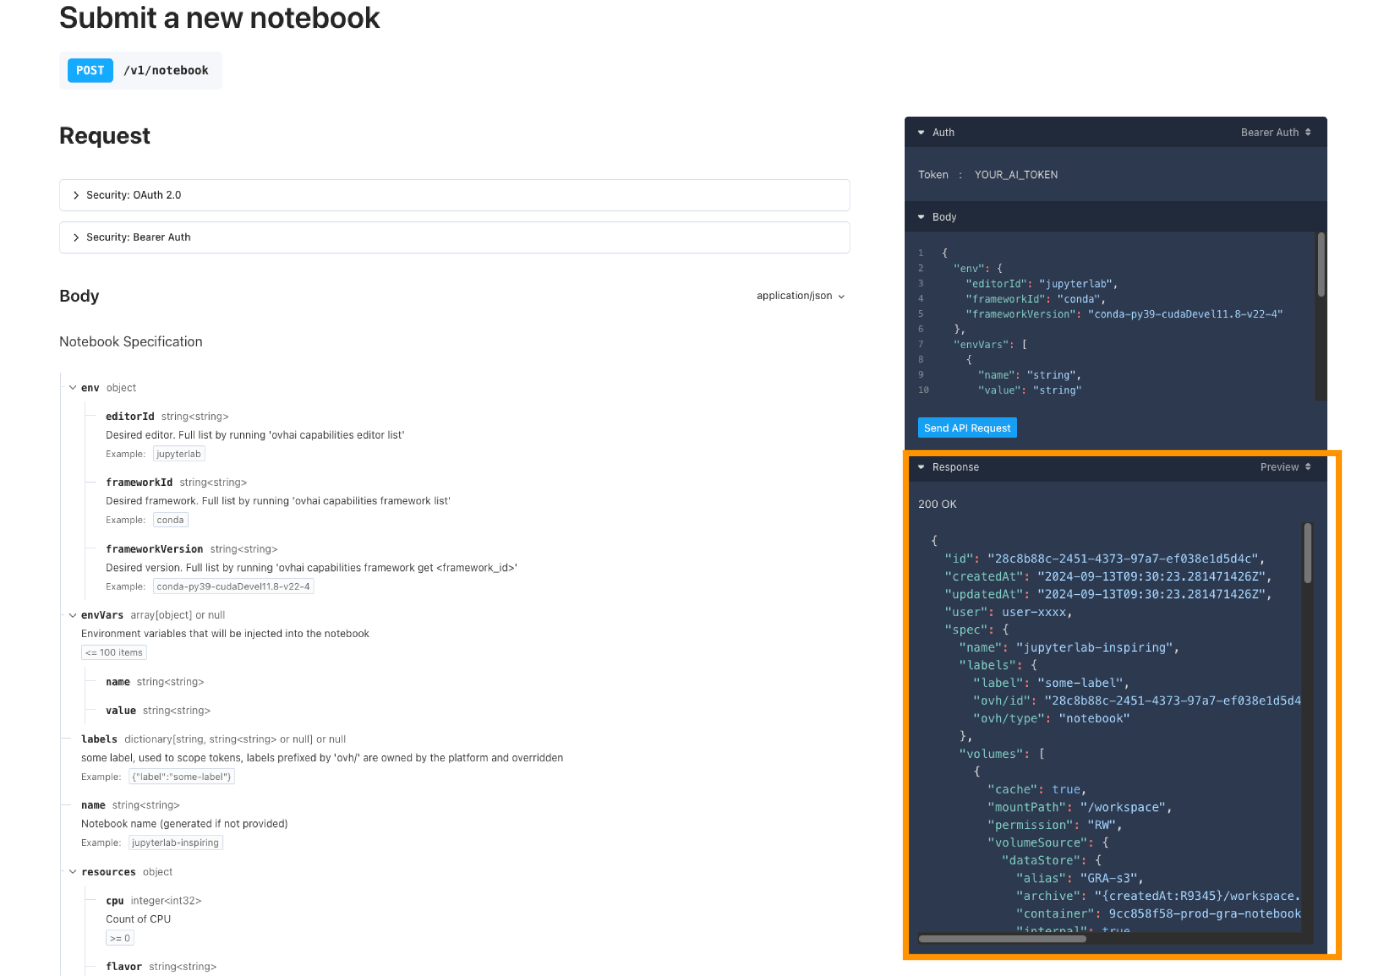 Submit a new notebook
POST /v1/notebook
Request
Security: OAuth 2.0
Security: Bearer Auth
Body
application/json
Notebook Specification
env object
editorId string<string>
Desired editor. Full list by running 'ovhai capabilities editor list'
Example: jupyterlab
frameworkId string<string>
Desired framework. Full list by running 'ovhai capabilities framework list'
Example: conda
frameworkVersion string<string>
Desired version. Full list by running 'ovhai capabilities framework get <framework_id>'
Example: conda-py39-cudaDevel11.8-v22-4
envVars array[object] or null
Environment variables that will be injected into the notebook
<= 100 items
name string<string>
value string<string>
labels dictionary[string, string<string> or null] or null
some label, used to scope tokens, labels prefixed by 'ovh/' are owned by the platform and overridden
Example: {"label":"some-label"}
name string<string>
Notebook name (generated if not provided)
Example: jupyterlab-inspiring
resources object
cpu integer<int32>
Count of CPU
>= 0
flavor string<string>
Auth Bearer Auth
Token : YOUR_AI_TOKEN
Body
1 {
2 "env": {
3 "editorId": "jupyterlab",
4 "frameworkId": "conda",
5 "frameworkVersion": "conda-py39-cudaDevel11.8-v22-4"
6 },
7 "envVars": [
8 {
9 "name": "string",
10 "value": "string"
Send API Request
Response Preview
200 OK
{
"id": "28c8b88c-2451-4373-97a7-ef038e1d5d4c",
"createdAt": "2024-09-13T09:30:23.281471426Z",
"updatedAt": "2024-09-13T09:30:23.281471426Z",
"user": user-xxxx,
"spec": {
"name": "jupyterlab-inspiring",
"labels": {
"label": "some-label",
"ovh/id": "28c8b88c-2451-4373-97a7-ef038e1d5d4
"ovh/type": "notebook"
},
"volumes": [
{
"cache": true,
"mountPath": "/workspace",
"permission": "RW",
"volumeSource": {
"dataStore": {
"alias": "GRA-s3",
"archive": "{createdAt:R9345}/workspace.
"container": 9cc858f58-prod-gra-notebook
"internal": true